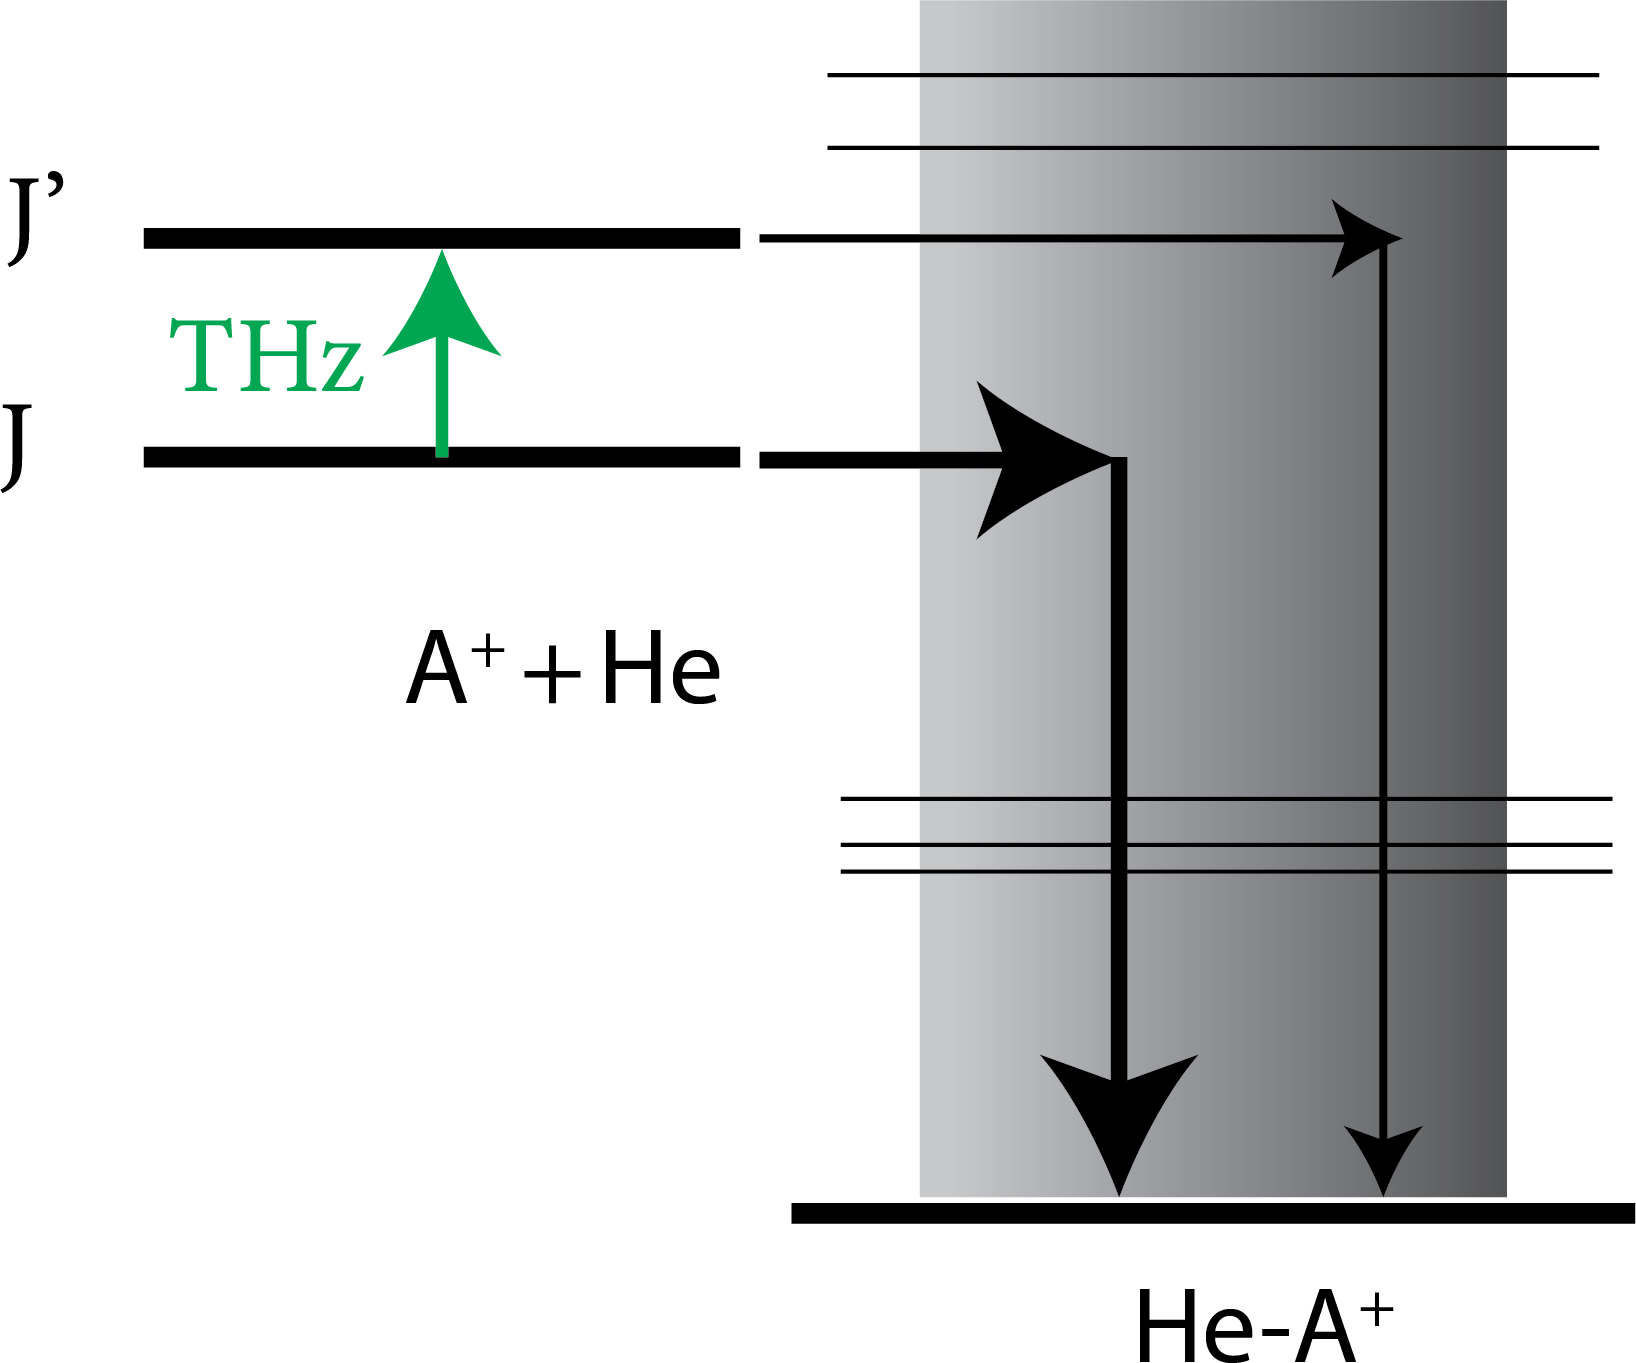 J’
THz
J
A⁺ + He
He-A⁺